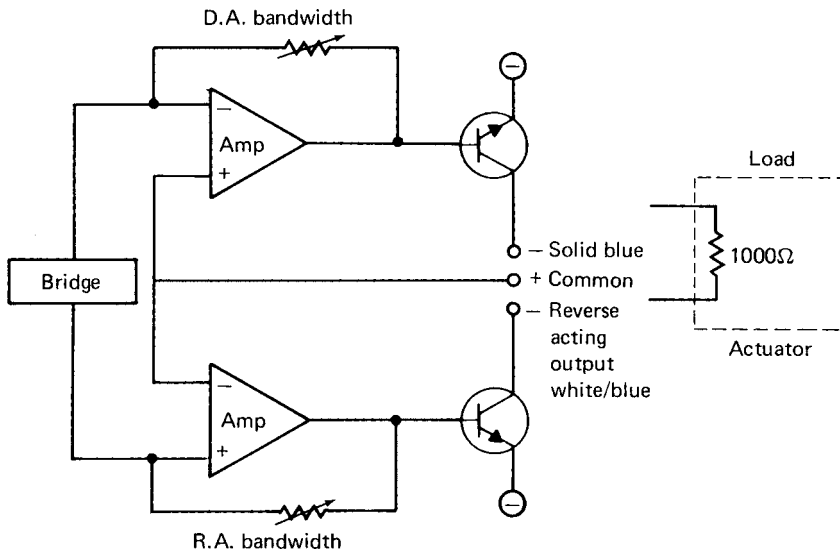 D.A. bandwidth
−
−
Amp
+
Load
− Solid blue
1000Ω
Bridge
+ Common
− Reverse
acting
output
white/blue
Actuator
−
Amp
+
−
R.A. bandwidth